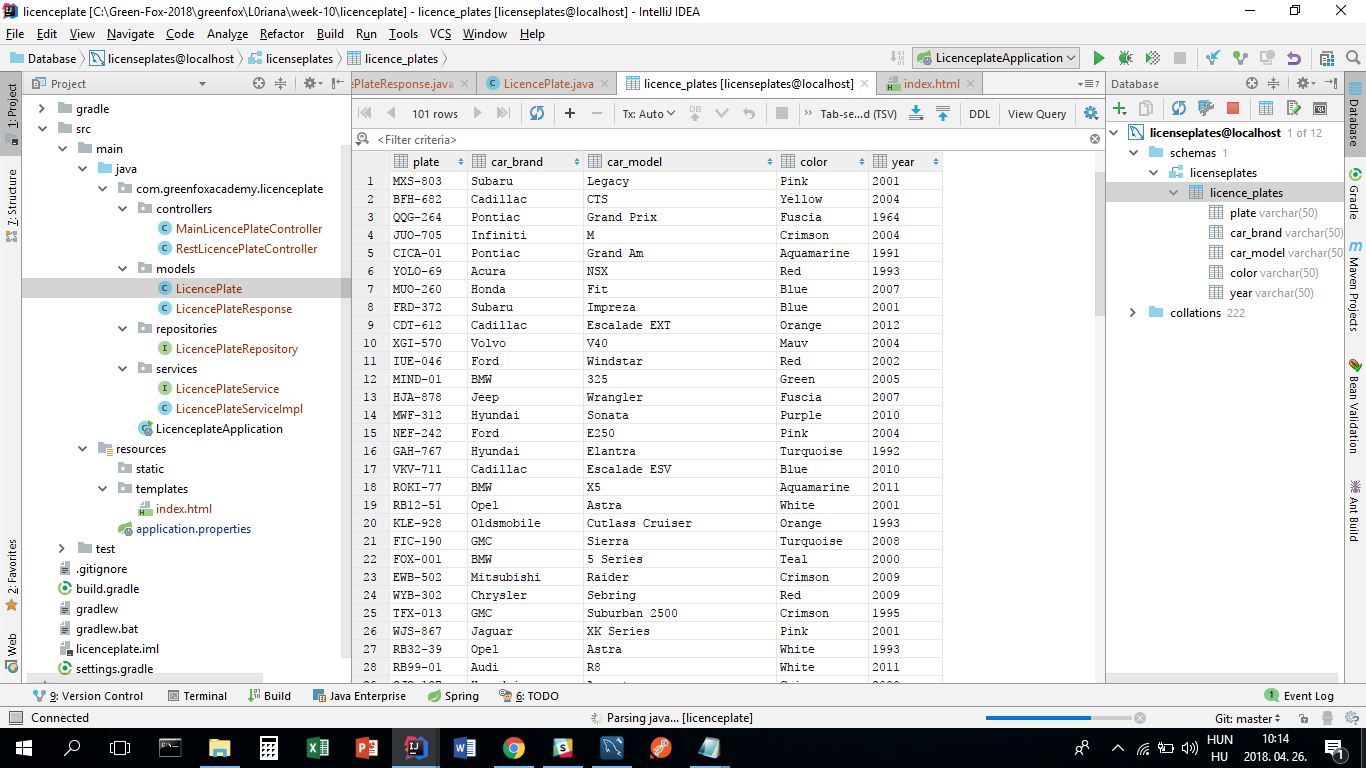 licenceplate [C:\Green-Fox-2018\greenfox\L0riana\week-10\licenceplate] - licence_plates [licenseplates@localhost] - IntelliJ IDEA
File Edit View Navigate Code Analyze Refactor Build Run Tools VCS Window Help
Database licenseplates@localhost licenseplates licence_plates LicenceplateApplication
Project
ePlateResponse.java LicencePlate.java licence_plates [licenseplates@localhost] index.html
Database
101 rows Tx: Auto DB Tab-se...d (TSV) DDL View Query
<Filter criteria>
1: Project
7: Structure
2: Favorites
Web
gradle
src
main
java
com.greenfoxacademy.licenceplate
controllers
MainLicencePlateController
RestLicencePlateController
models
LicencePlate
LicencePlateResponse
repositories
LicencePlateRepository
services
LicencePlateService
LicencePlateServiceImpl
LicenceplateApplication
resources
static
templates
index.html
application.properties
test
.gitignore
build.gradle
gradlew
gradlew.bat
licenceplate.iml
settings.gradle
plate car_brand car_model color year
1 MXS-803 Subaru Legacy Pink 2001
2 BFH-682 Cadillac CTS Yellow 2004
3 QQG-264 Pontiac Grand Prix Fuscia 1964
4 JUO-705 Infiniti M Crimson 2004
5 CICA-01 Pontiac Grand Am Aquamarine 1991
6 YOLO-69 Acura NSX Red 1993
7 MUO-260 Honda Fit Blue 2007
8 FRD-372 Subaru Impreza Blue 2001
9 CDT-612 Cadillac Escalade EXT Orange 2012
10 XGI-570 Volvo V40 Mauv 2004
11 IUE-046 Ford Windstar Red 2002
12 MIND-01 BMW 325 Green 2005
13 HJA-878 Jeep Wrangler Fuscia 2007
14 MWF-312 Hyundai Sonata Purple 2010
15 NEF-242 Ford E250 Pink 2004
16 GAH-767 Hyundai Elantra Turquoise 1992
17 VKV-711 Cadillac Escalade ESV Blue 2010
18 ROKI-77 BMW X5 Aquamarine 2011
19 RB12-51 Opel Astra White 2001
20 KLE-928 Oldsmobile Cutlass Cruiser Orange 1993
21 FIC-190 GMC Sierra Turquoise 2008
22 FOX-001 BMW 5 Series Teal 2000
23 EWB-502 Mitsubishi Raider Crimson 2009
24 WYB-302 Chrysler Sebring Red 2009
25 TFX-013 GMC Suburban 2500 Crimson 1995
26 WJS-867 Jaguar XK Series Pink 2001
27 RB32-39 Opel Astra White 1993
28 RB99-01 Audi R8 White 2011
licenseplates@localhost 1 of 12
schemas 1
licenseplates
licence_plates
plate varchar(50)
car_brand varchar(50)
car_model varchar(50)
color varchar(50)
year varchar(50)
collations 222
Database
Gradle
Maven Projects
Bean Validation
Ant Build
9: Version Control Terminal Build Java Enterprise Spring 6: TODO 1 Event Log
Connected Parsing java... [licenceplate] Git: master
HUN 10:14
HU 2018. 04. 26. 1